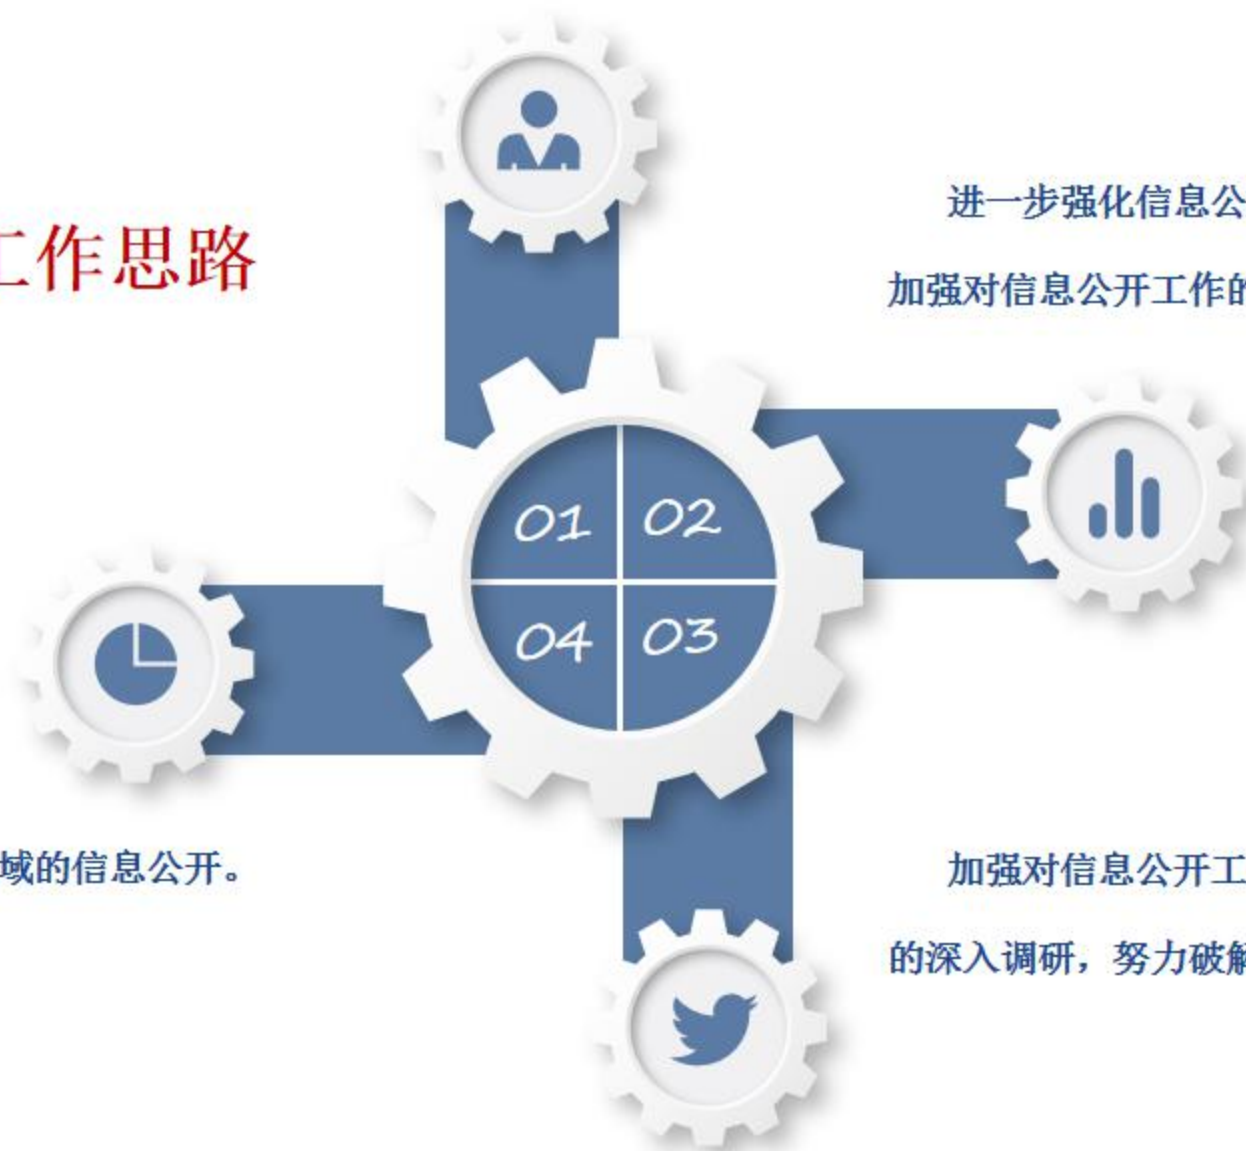 工作思路
进一步强化信息公
加强对信息公开工作的
01
02
04
03
域的信息公开。
加强对信息公开工
的深入调研，努力破解